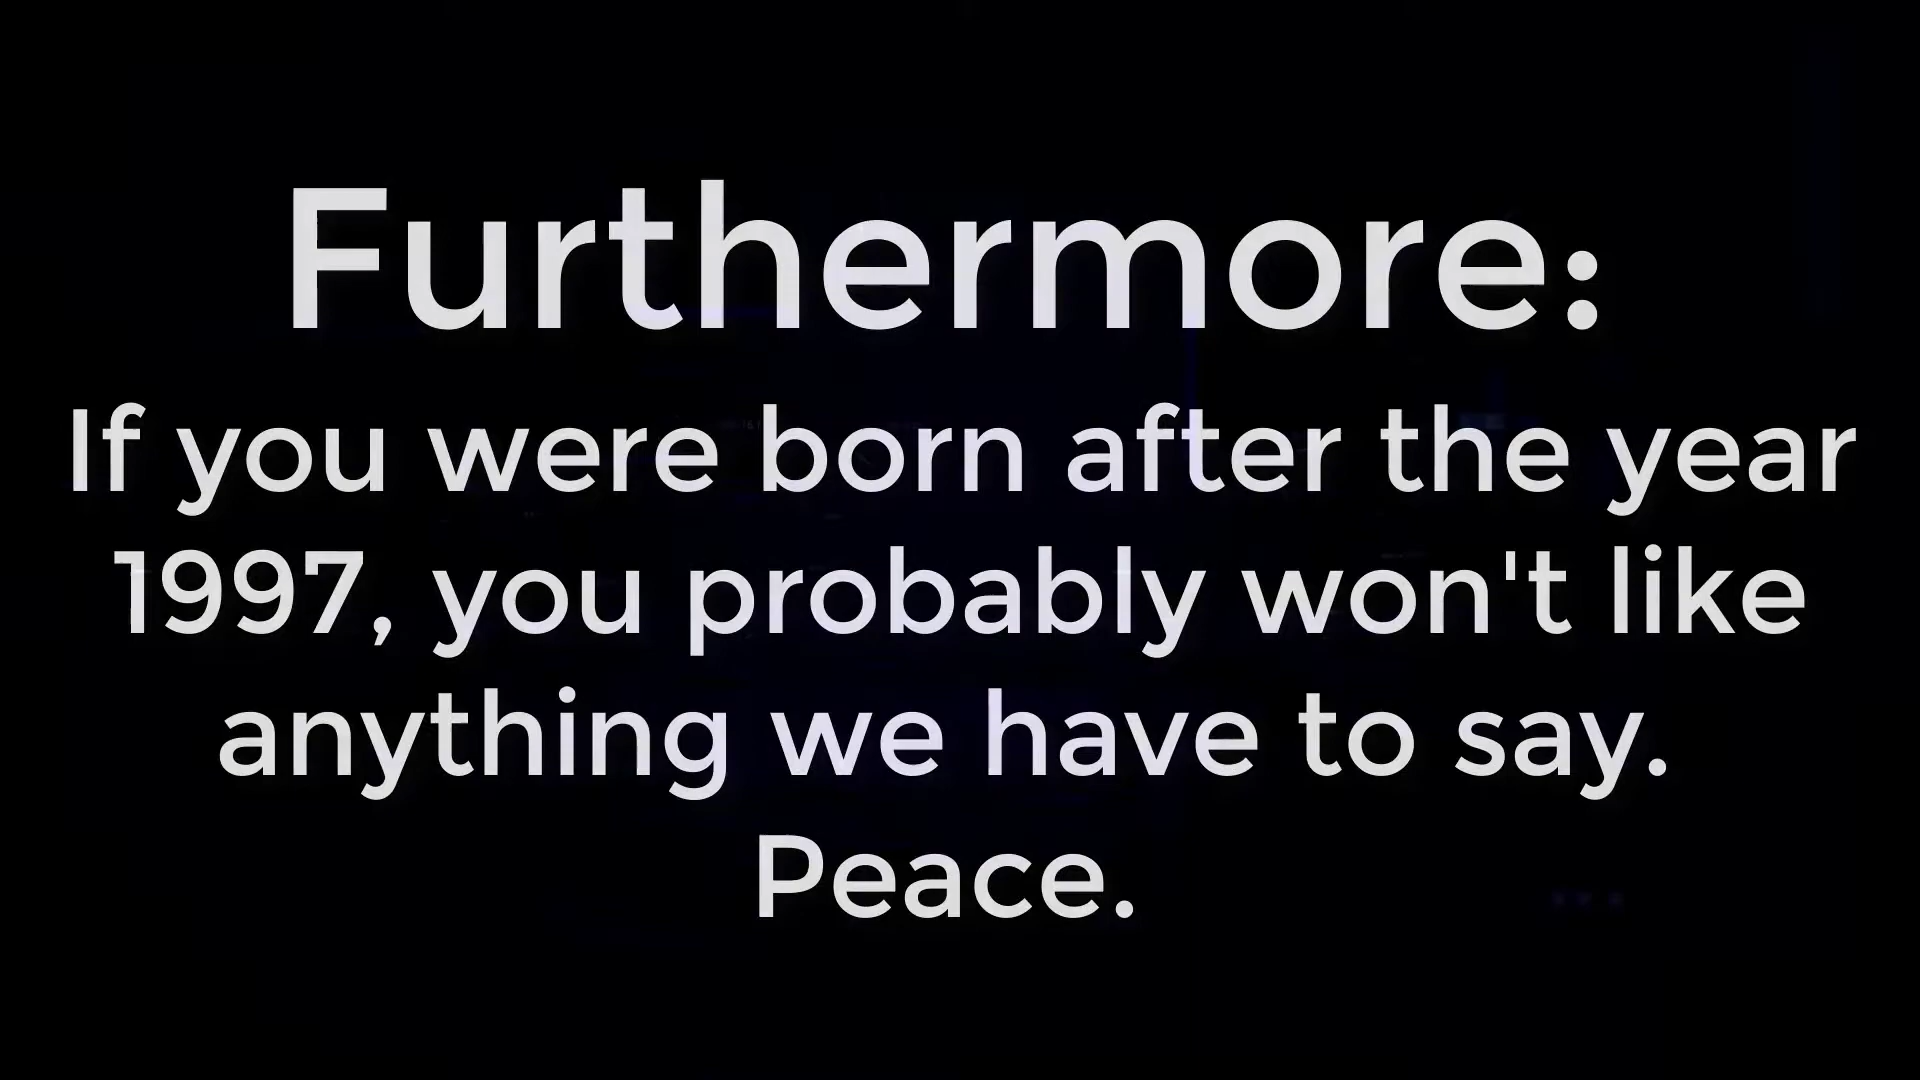 Furthermore:
If you were born after the year
1997, you probably won't like
anything we have to say.
Peace.